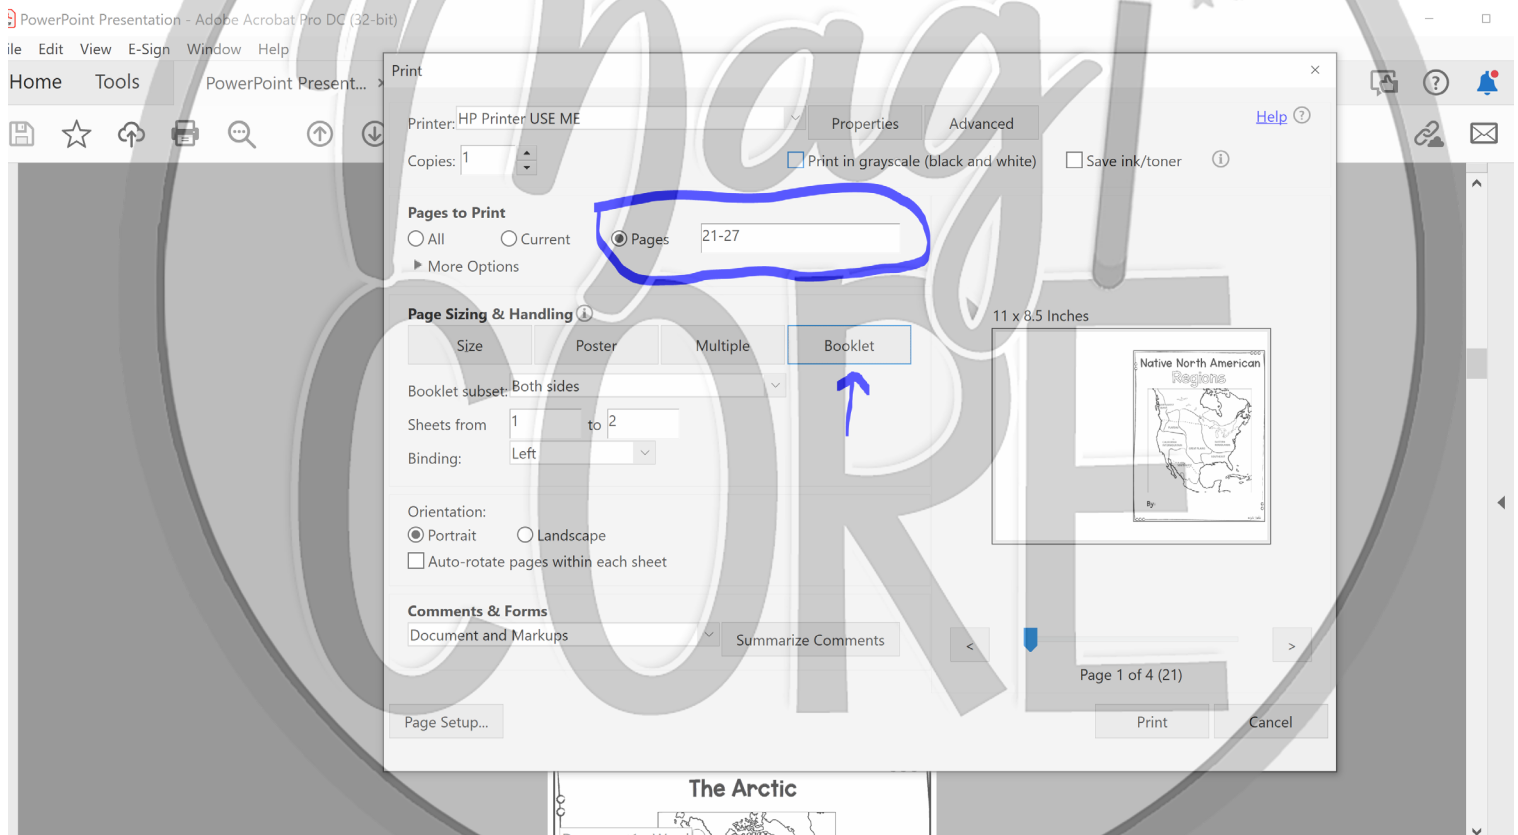 PowerPoint Presentation - Adobe Acrobat Pro DC (32-bit)
ile Edit View E-Sign Window Help
Home Tools PowerPoint Present... ×
Print
Printer: HP Printer USE ME Properties Advanced Help ?
Copies: 1 Print in grayscale (black and white) Save ink/toner
Pages to Print
All Current Pages 21-27
More Options
Page Sizing & Handling
Size Poster Multiple Booklet
Booklet subset: Both sides
Sheets from 1 to 2
Binding: Left
Orientation:
Portrait Landscape
Auto-rotate pages within each sheet
Comments & Forms
Document and Markups Summarize Comments
11 x 8.5 Inches
Native North American
Regions
By:
< >
Page 1 of 4 (21)
Page Setup... Print Cancel
The Arctic
CORE